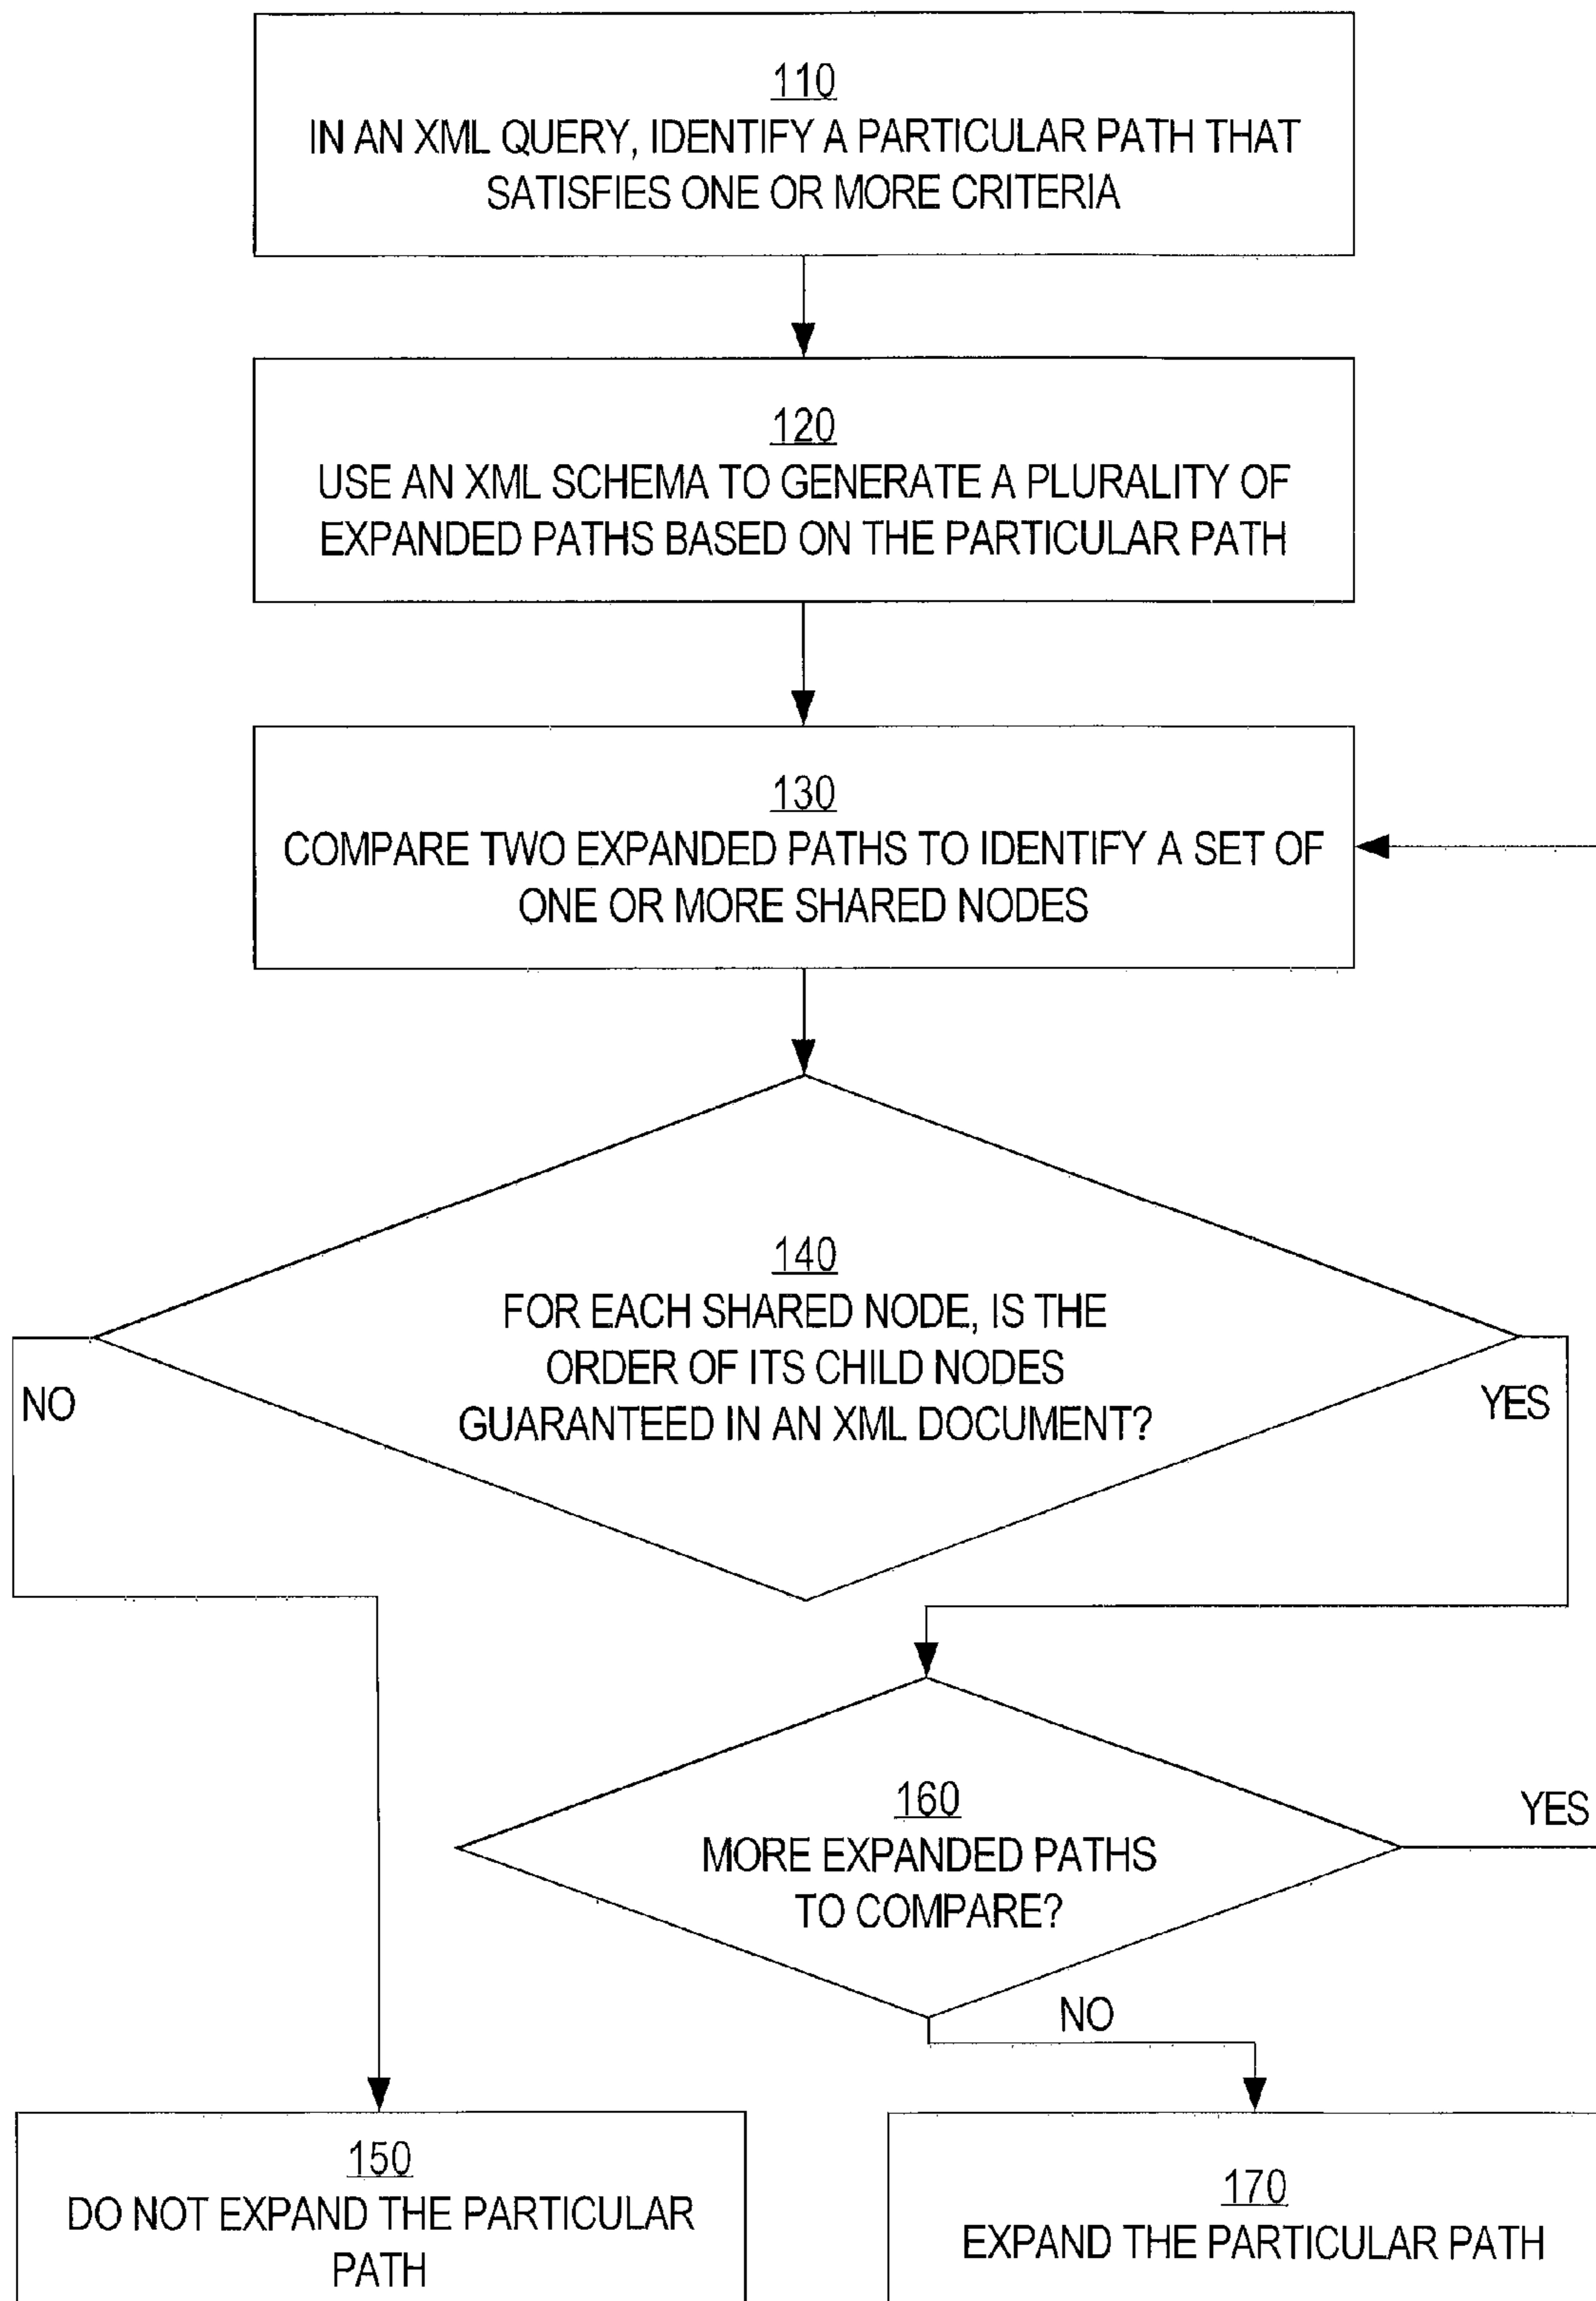 110
IN AN XML QUERY, IDENTIFY A PARTICULAR PATH THAT
SATISFIES ONE OR MORE CRITERIA
120
USE AN XML SCHEMA TO GENERATE A PLURALITY OF
EXPANDED PATHS BASED ON THE PARTICULAR PATH
130
COMPARE TWO EXPANDED PATHS TO IDENTIFY A SET OF
ONE OR MORE SHARED NODES
140
FOR EACH SHARED NODE, IS THE
ORDER OF ITS CHILD NODES
GUARANTEED IN AN XML DOCUMENT?
NO
YES
160
MORE EXPANDED PATHS
TO COMPARE?
YES
NO
150
DO NOT EXPAND THE PARTICULAR
PATH
170
EXPAND THE PARTICULAR PATH